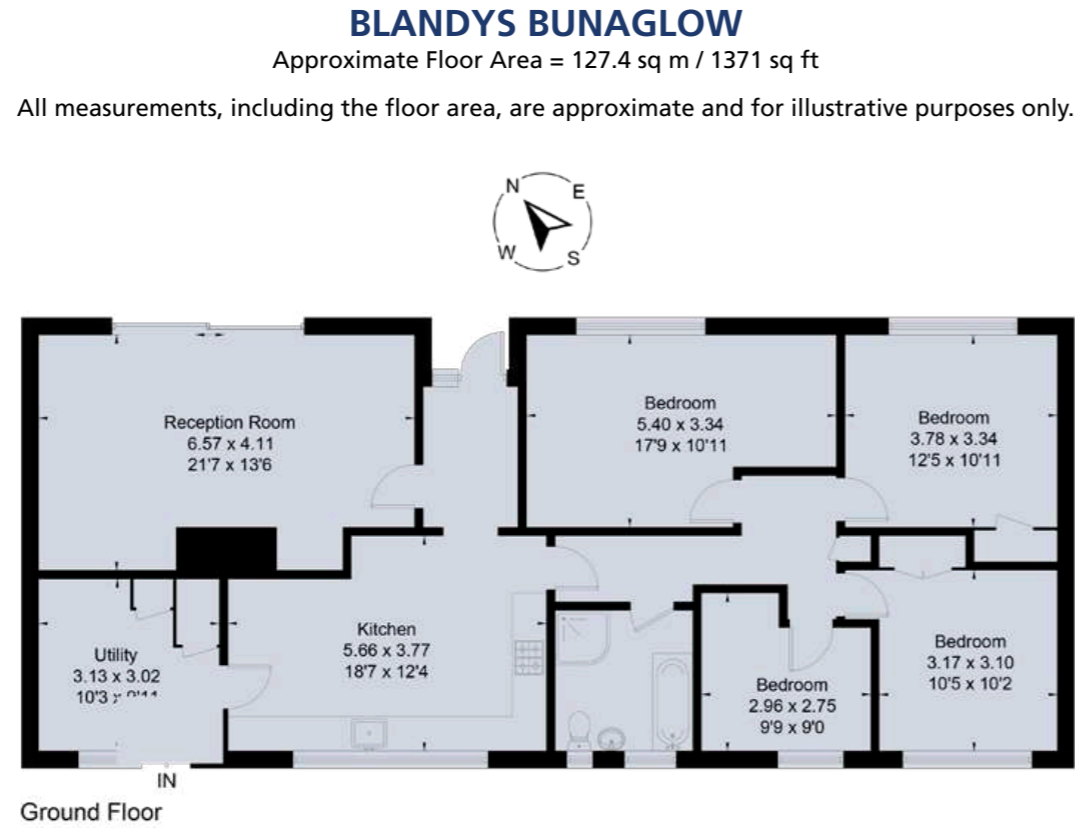 BLANDYS BUNAGLOW
Approximate Floor Area = 127.4 sq m / 1371 sq ft
All measurements, including the floor area, are approximate and for illustrative purposes only.
N
E
W
S
Reception Room
6.57 x 4.11
21'7 x 13'6
Bedroom
5.40 x 3.34
17'9 x 10'11
Bedroom
3.78 x 3.34
12'5 x 10'11
Utility
3.13 x 3.02
10'3
Kitchen
5.66 x 3.77
18'7 x 12'4
Bedroom
2.96 x 2.75
9'9 x 9'0
Bedroom
3.17 x 3.10
10'5 x 10'2
IN
Ground Floor